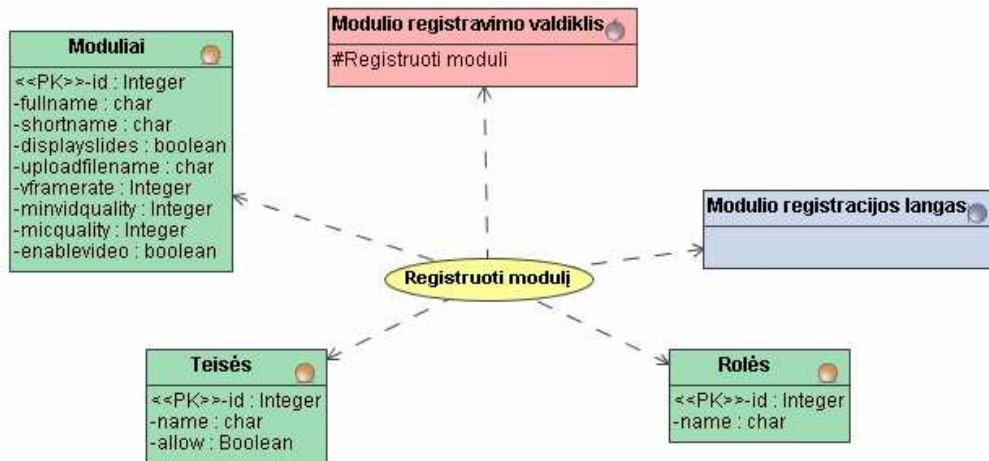 Moduliai
<<PK>>-id : Integer
-fullname : char
-shortname : char
-displayslides : boolean
-uploadfilename : char
-vframerate : Integer
-minvidquality : Integer
-micquality : Integer
-enablevideo : boolean
Modulio registravimo valdiklis
#Registruoti moduli
Modulio registracijos langas
Registruoti modulį
Teisės
<<PK>>-id : Integer
-name : char
-allow : Boolean
Rolės
<<PK>>-id : Integer
-name : char